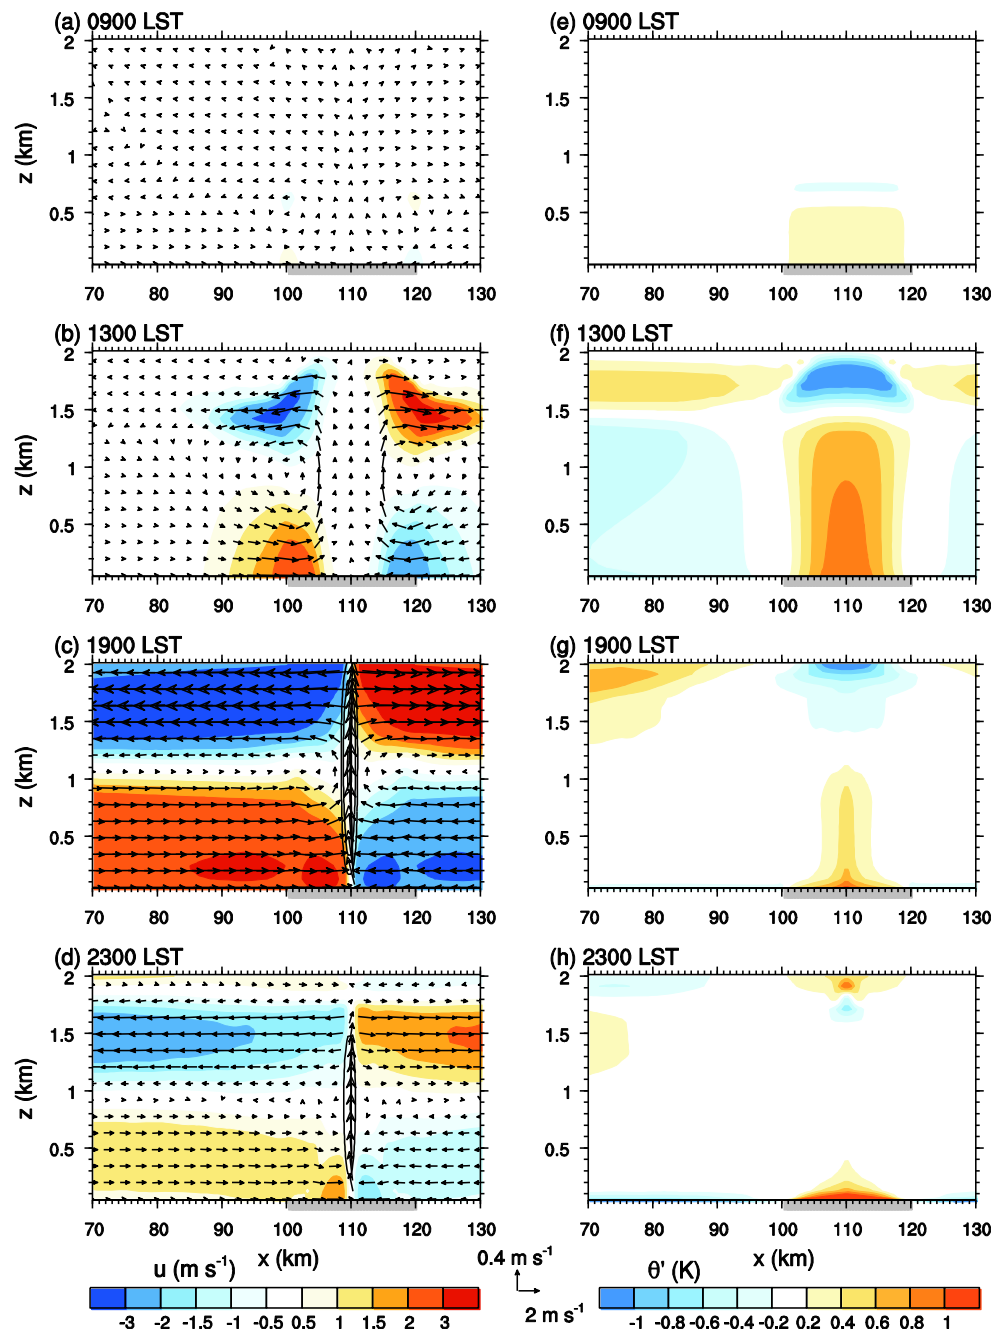 (a) 0900 LST
(e) 0900 LST
2
1.5
1
0.5
z (km)
70 80 90 100 110 120 130
2
1.5
1
0.5
70 80 90 100 110 120 130
(b) 1300 LST
(f) 1300 LST
2
1.5
1
0.5
z (km)
70 80 90 100 110 120 130
2
1.5
1
0.5
70 80 90 100 110 120 130
(c) 1900 LST
(g) 1900 LST
2
1.5
1
0.5
z (km)
70 80 90 100 110 120 130
2
1.5
1
0.5
70 80 90 100 110 120 130
(d) 2300 LST
(h) 2300 LST
2
1.5
1
0.5
z (km)
70 80 90 100 110 120 130
2
1.5
1
0.5
70 80 90 100 110 120 130
x (km)
x (km)
u (m s⁻¹)
0.4 m s⁻¹
2 m s⁻¹
θ' (K)
-3 -2 -1.5 -1 -0.5 0.5 1 1.5 2 3
-1 -0.8 -0.6 -0.4 -0.2 0.2 0.4 0.6 0.8 1